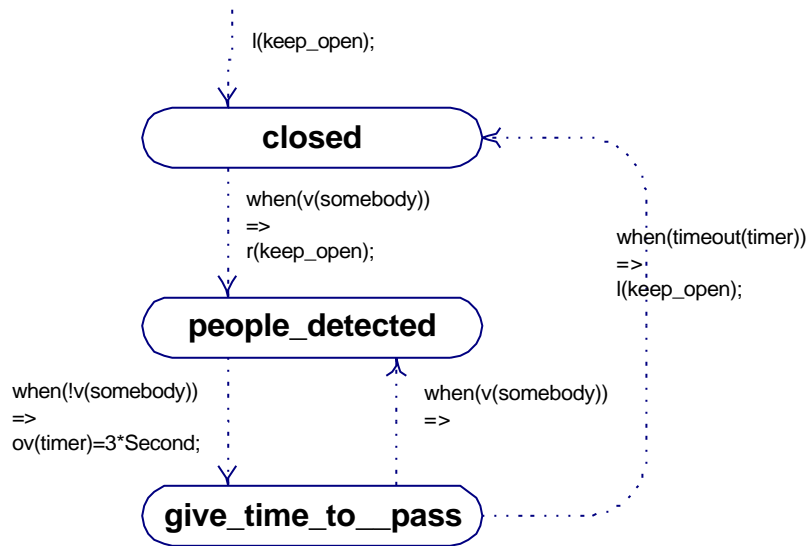 l(keep_open);
closed
when(v(somebody))
=>
r(keep_open);
when(timeout(timer))
=>
l(keep_open);
people_detected
when(!v(somebody))
=>
ov(timer)=3*Second;
when(v(somebody))
=>
give_time_to__pass